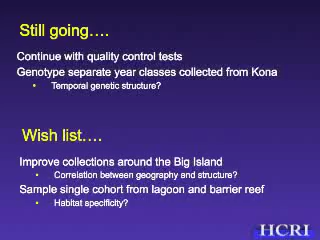 Still going….
Continue with quality control tests
Genotype separate year classes collected from Kona
• Temporal genetic structure?
Wish list….
Improve collections around the Big Island
• Correlation between geography and structure?
Sample single cohort from lagoon and barrier reef
• Habitat specificity?
HCRI